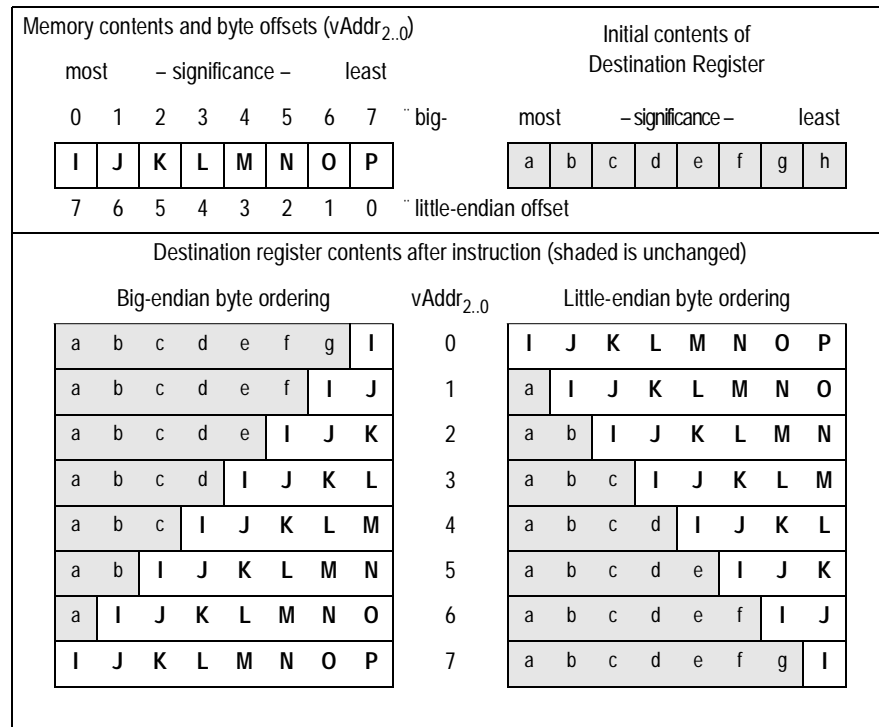 Memory contents and byte offsets (vAddr2..0)
Initial contents of
Destination Register
most – significance – least
0 1 2 3 4 5 6 7 ¨ big-
most – significance – least
I J K L M N O P
a b c d e f g h
7 6 5 4 3 2 1 0 ¨ little-endian offset
Destination register contents after instruction (shaded is unchanged)
Big-endian byte ordering vAddr2..0 Little-endian byte ordering
a b c d e f g I 0 I J K L M N O P
a b c d e f I J 1 a I J K L M N O
a b c d e I J K 2 a b I J K L M N
a b c d I J K L 3 a b c I J K L M
a b c I J K L M 4 a b c d I J K L
a b I J K L M N 5 a b c d e I J K
a I J K L M N O 6 a b c d e f I J
I J K L M N O P 7 a b c d e f g I